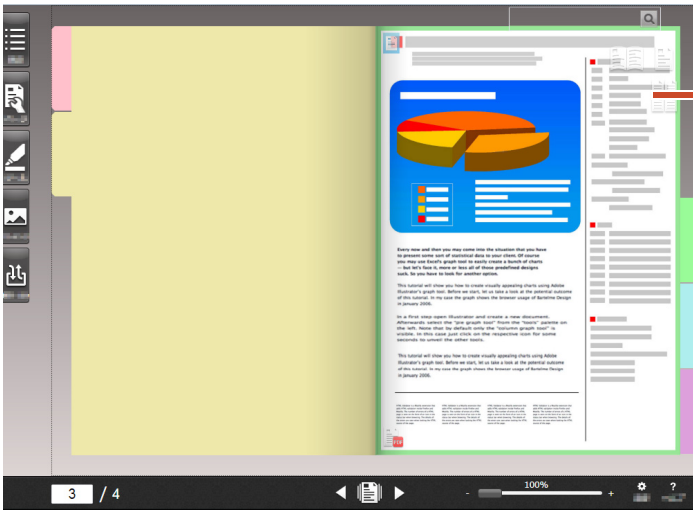 Every now and then you may come into the situation that you have
to present some sort of statistical data to your client. Of course
you may use Excel's graph tool to easily create a bunch of charts
— but let's face it, more or less all of those predefined designs
suck. So you have to look for another option.
This tutorial will show you how to create visually appealing charts using Adobe
Illustrator's graph tool. Before we start, let us take a look at the potential outcome
of this tutorial. In my case the graph shows the browser usage of Bartelme Design
in January 2006.
In a first step open Illustrator and create a new document.
Afterwards select the "pie graph tool" from the "tools" palette on
the left. Note that by default only the "column graph tool" is
visible. In this case just click on the respective icon for some
seconds to unveil the other tools.
This tutorial will show you how to create visually appealing charts using Adobe
Illustrator's graph tool. Before we start, let us take a look at the potential outcome
of this tutorial. In my case the graph shows the browser usage of Bartelme Design
in January 2006.
PDF
3 / 4
- 100% +
?